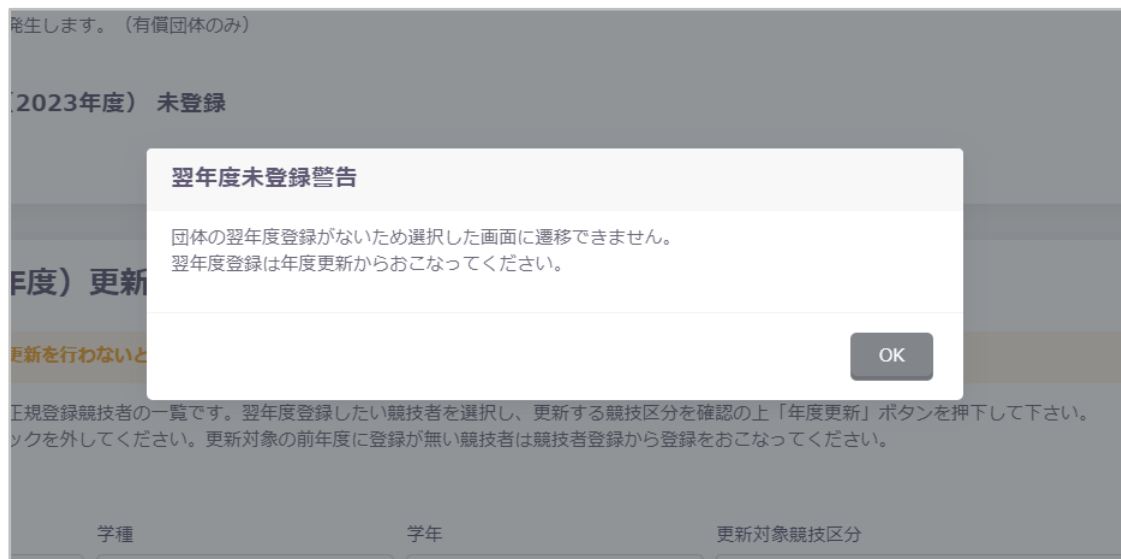 発生します。（有償団体のみ）
（2023年度） 未登録
翌年度未登録警告
団体の翌年度登録がないため選択した画面に遷移できません。
翌年度登録は年度更新からおこなってください。
年度）更新
更新を行わないと
OK
正規登録競技者の一覧です。翌年度登録したい競技者を選択し、更新する競技区分を確認の上「年度更新」ボタンを押下して下さい。
ックを外してください。更新対象の前年度に登録が無い競技者は競技者登録から登録をおこなってください。
学種 学年 更新対象競技区分